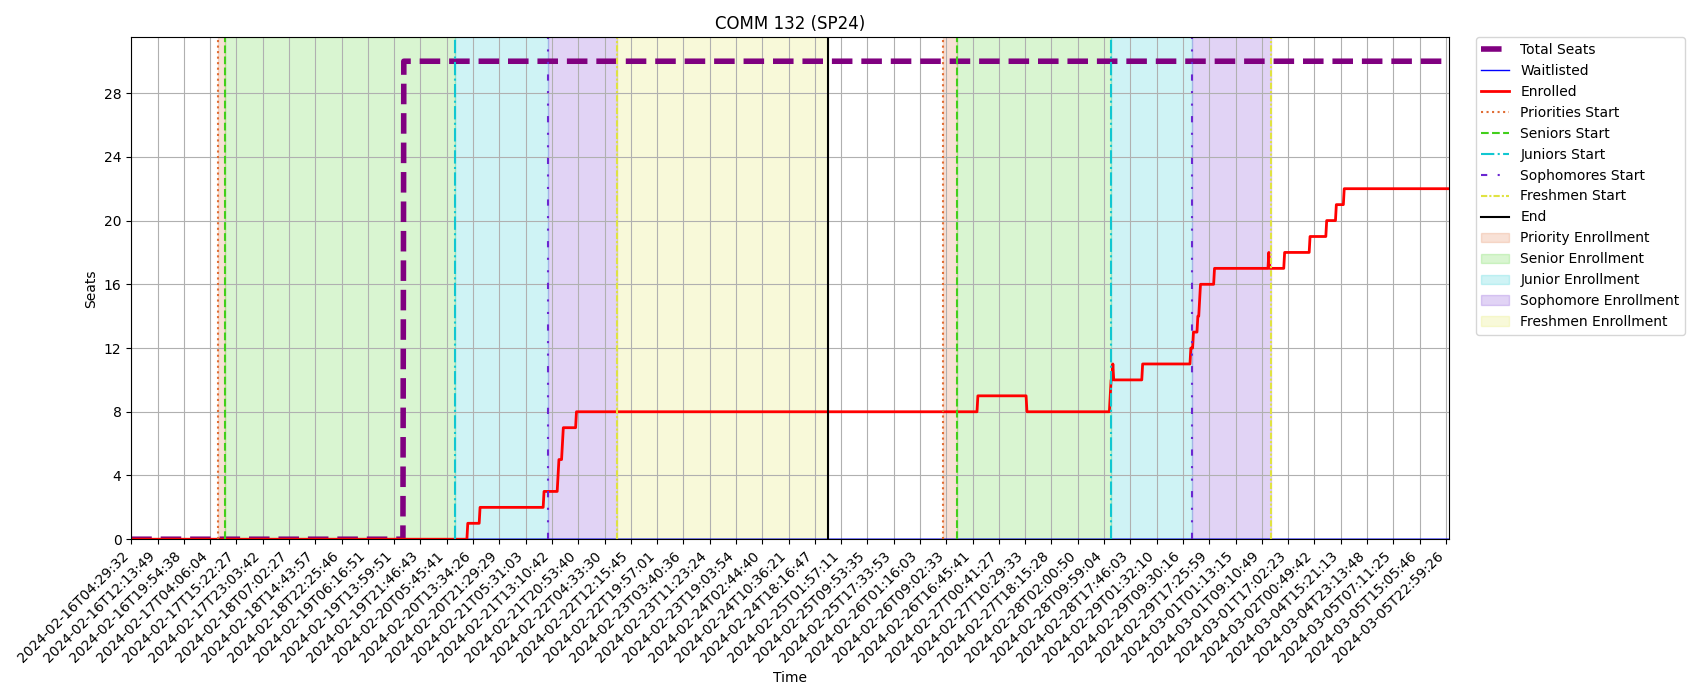 COMM 132 (SP24)
Seats
28
24
20
16
12
8
4
0
2024-02-16T04:29:32
2024-02-16T12:13:49
2024-02-16T19:54:38
2024-02-17T04:06:04
2024-02-17T15:22:27
2024-02-17T23:03:42
2024-02-18T07:02:27
2024-02-18T14:43:57
2024-02-18T22:25:46
2024-02-19T06:16:51
2024-02-19T13:59:51
2024-02-19T21:46:43
2024-02-20T05:45:41
2024-02-20T13:34:26
2024-02-20T21:29:29
2024-02-21T05:31:03
2024-02-21T13:10:42
2024-02-21T20:53:40
2024-02-22T04:33:30
2024-02-22T12:15:45
2024-02-22T19:57:01
2024-02-23T03:40:36
2024-02-23T11:23:24
2024-02-23T19:03:54
2024-02-24T02:44:40
2024-02-24T10:36:21
2024-02-24T18:16:47
2024-02-25T01:57:11
2024-02-25T09:53:35
2024-02-25T17:33:53
2024-02-26T01:16:03
2024-02-26T09:02:33
2024-02-26T16:45:41
2024-02-27T00:41:27
2024-02-27T10:29:33
2024-02-27T18:15:28
2024-02-28T02:00:50
2024-02-28T09:59:04
2024-02-28T17:46:03
2024-02-29T01:32:10
2024-02-29T09:30:16
2024-02-29T17:25:59
2024-03-01T01:13:15
2024-03-01T09:10:49
2024-03-01T17:02:23
2024-03-02T00:49:42
2024-03-04T15:21:13
2024-03-04T23:13:48
2024-03-05T07:11:25
2024-03-05T15:05:46
2024-03-05T22:59:26
Time
Total Seats
Waitlisted
Enrolled
Priorities Start
Seniors Start
Juniors Start
Sophomores Start
Freshmen Start
End
Priority Enrollment
Senior Enrollment
Junior Enrollment
Sophomore Enrollment
Freshmen Enrollment